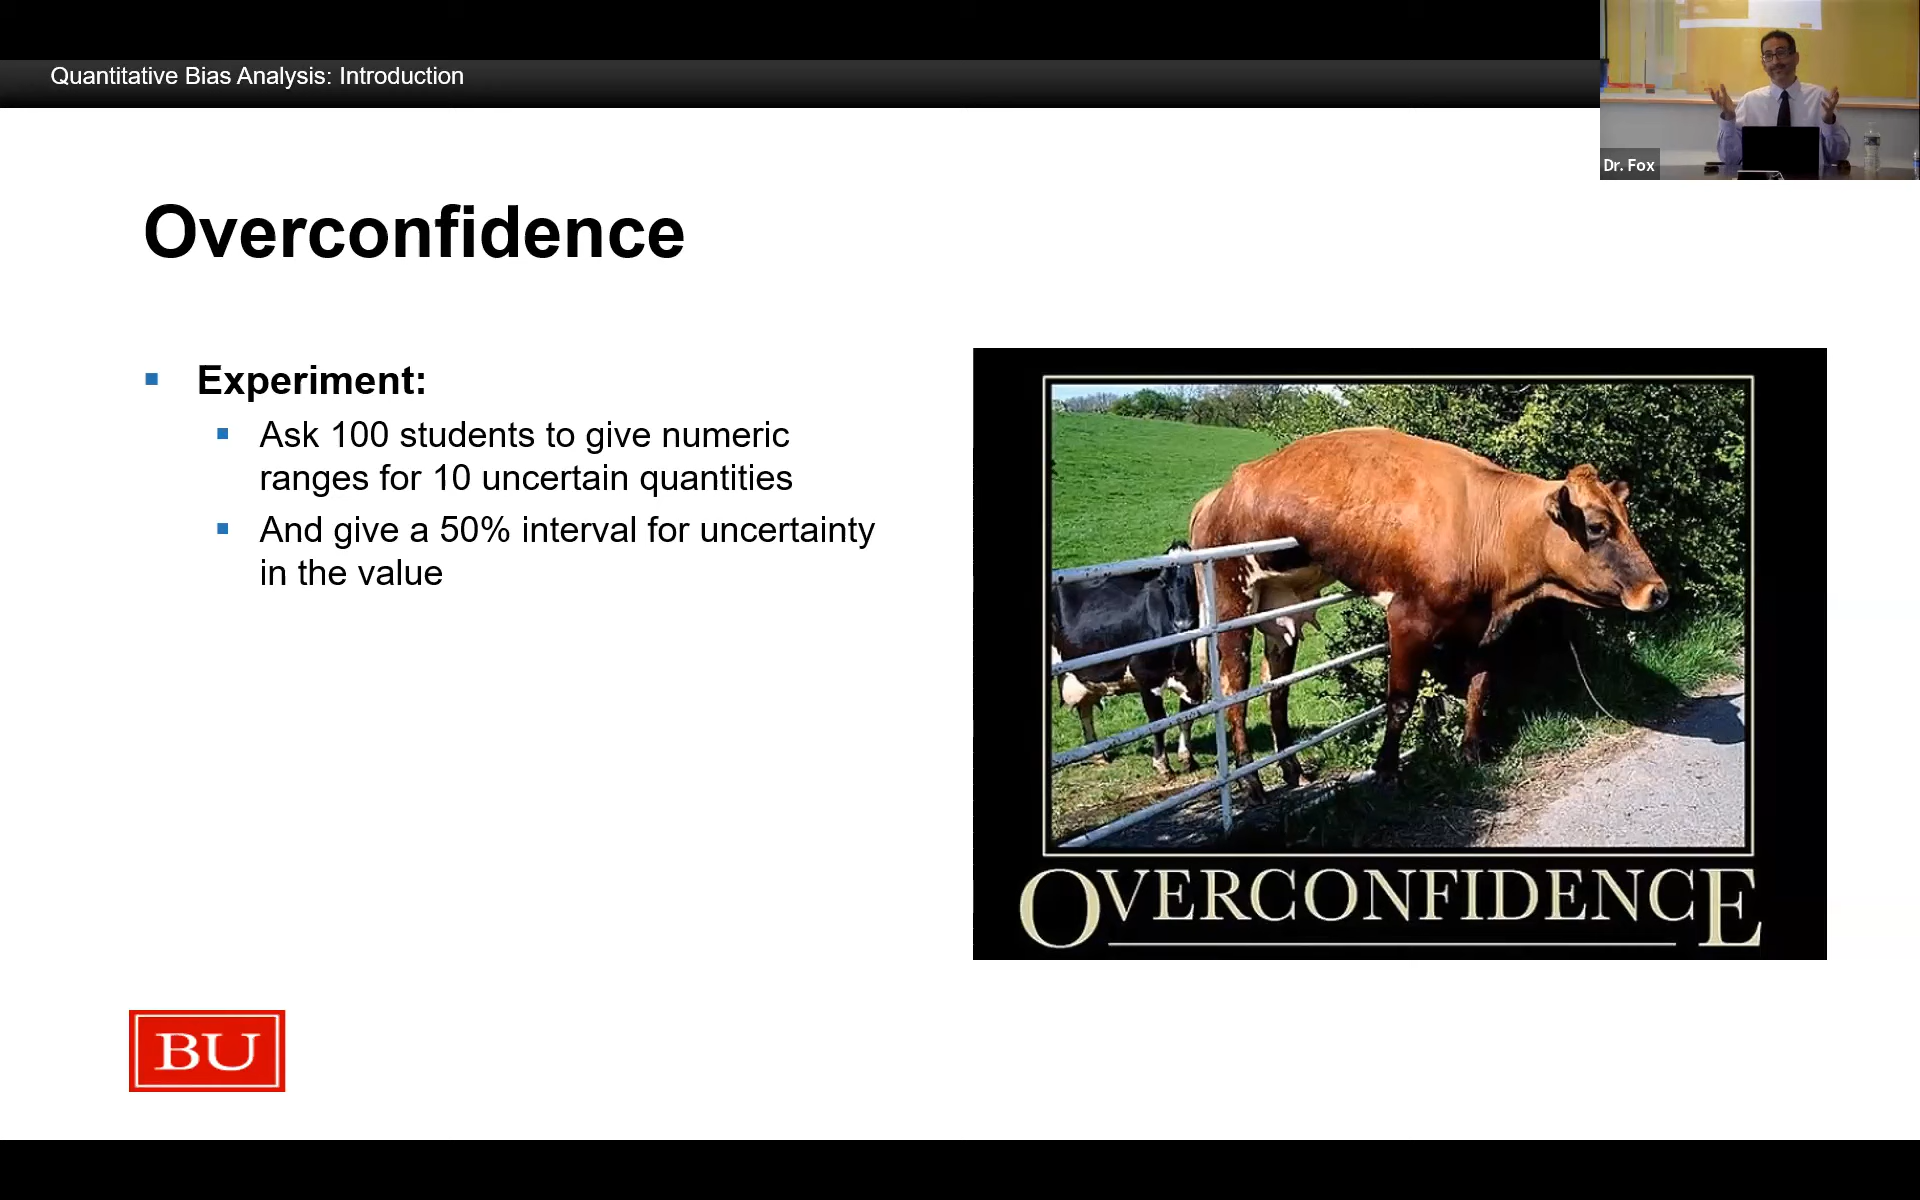 Quantitative Bias Analysis: Introduction
Dr. Fox
Overconfidence
Experiment:
Ask 100 students to give numeric
ranges for 10 uncertain quantities
And give a 50% interval for uncertainty
in the value
OVERCONFIDENCE
BU